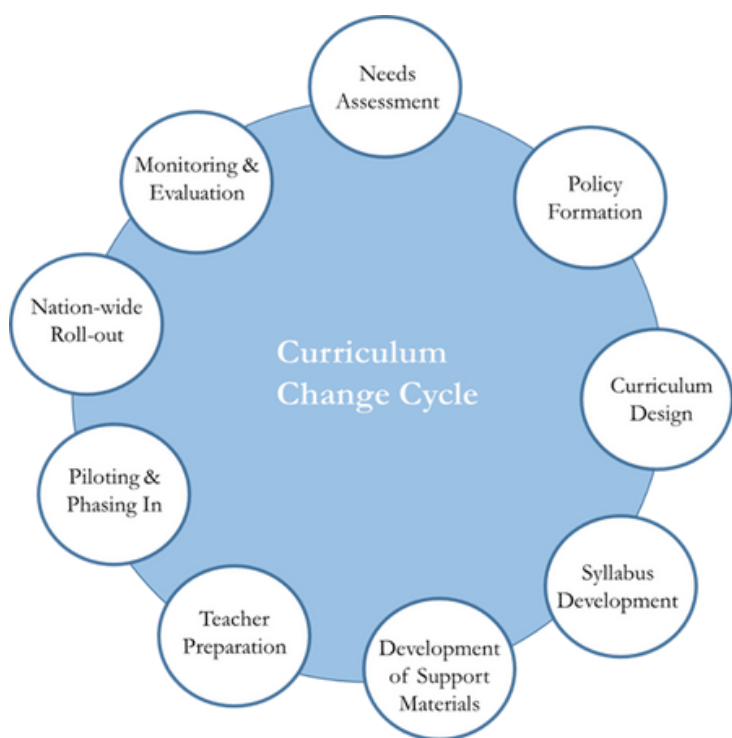 Needs
Assessment
Policy
Formation
Curriculum
Design
Syllabus
Development
Development
of Support
Materials
Teacher
Preparation
Piloting &
Phasing In
Nation-wide
Roll-out
Monitoring &
Evaluation
Curriculum
Change Cycle